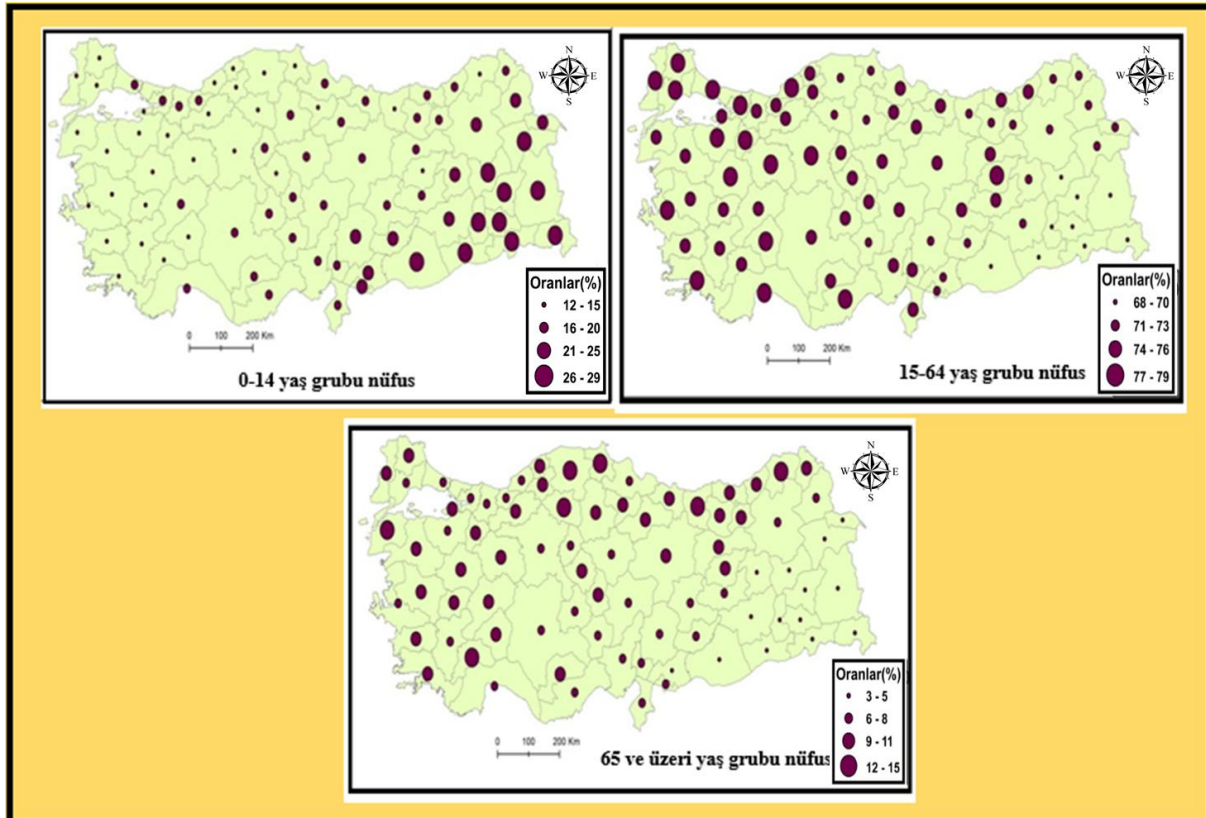 N
W E
S
Oranlar(%)
12 - 15
16 - 20
21 - 25
26 - 29
0 100 200 Km
0-14 yaş grubu nüfus
N
W E
S
Oranlar(%)
68 - 70
71 - 73
74 - 76
77 - 79
0 100 200 Km
15-64 yaş grubu nüfus
N
W E
S
Oranlar(%)
3 - 5
6 - 8
9 - 11
12 - 15
0 100 200 Km
65 ve üzeri yaş grubu nüfus